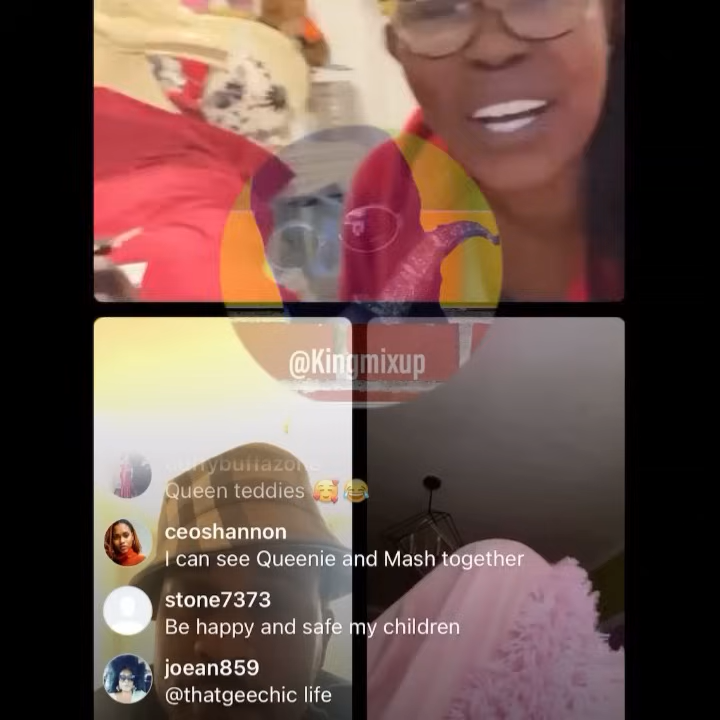 @Kingmixup
Queen teddies 🥰😂
ceoshannon
I can see Queenie and Mash together
stone7373
Be happy and safe my children
joean859
@thatgeechic life